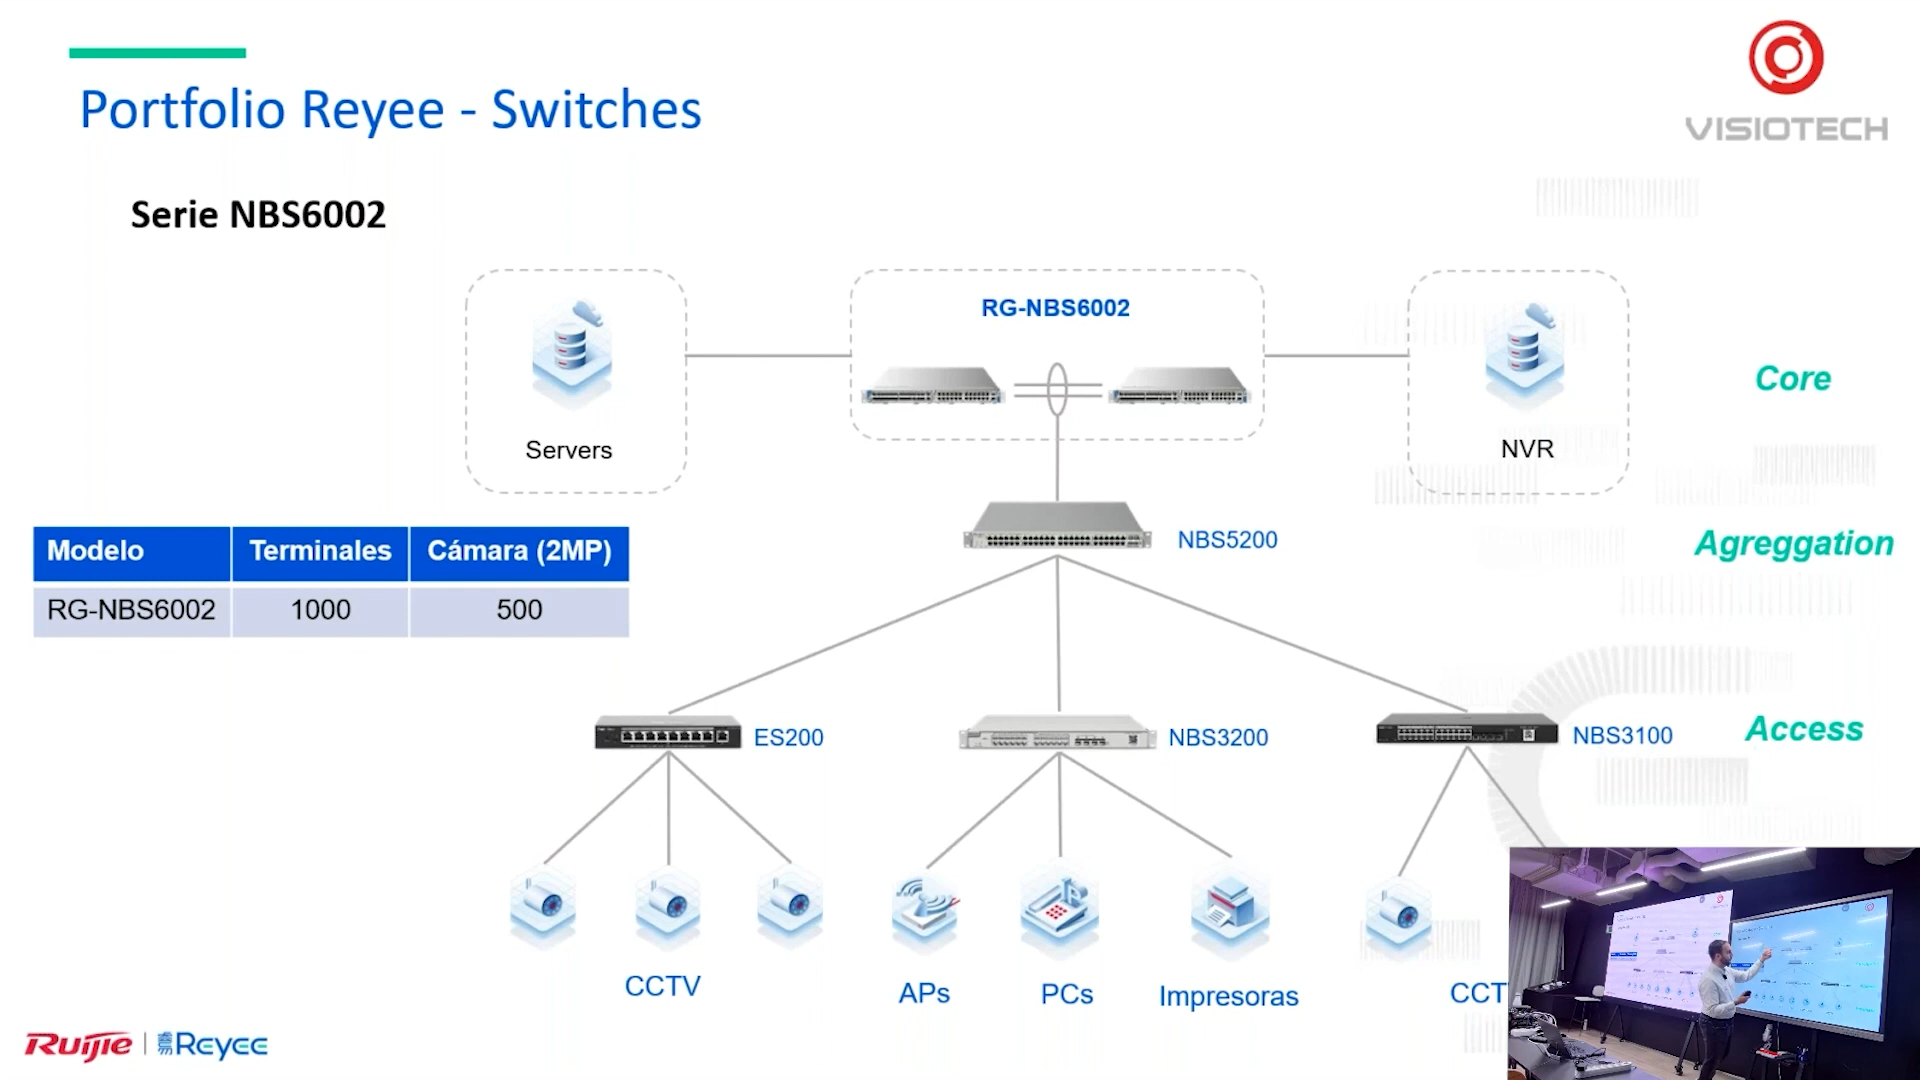 Portfolio Reyee - Switches
VISIOTECH
Serie NBS6002
RG-NBS6002
Servers
NVR
Core
NBS5200
Agreggation
Modelo Terminales Cámara (2MP)
RG-NBS6002 1000 500
ES200
NBS3200
NBS3100
Access
CCTV
APs
PCs
Impresoras
CCT
Ruijie | Reyee